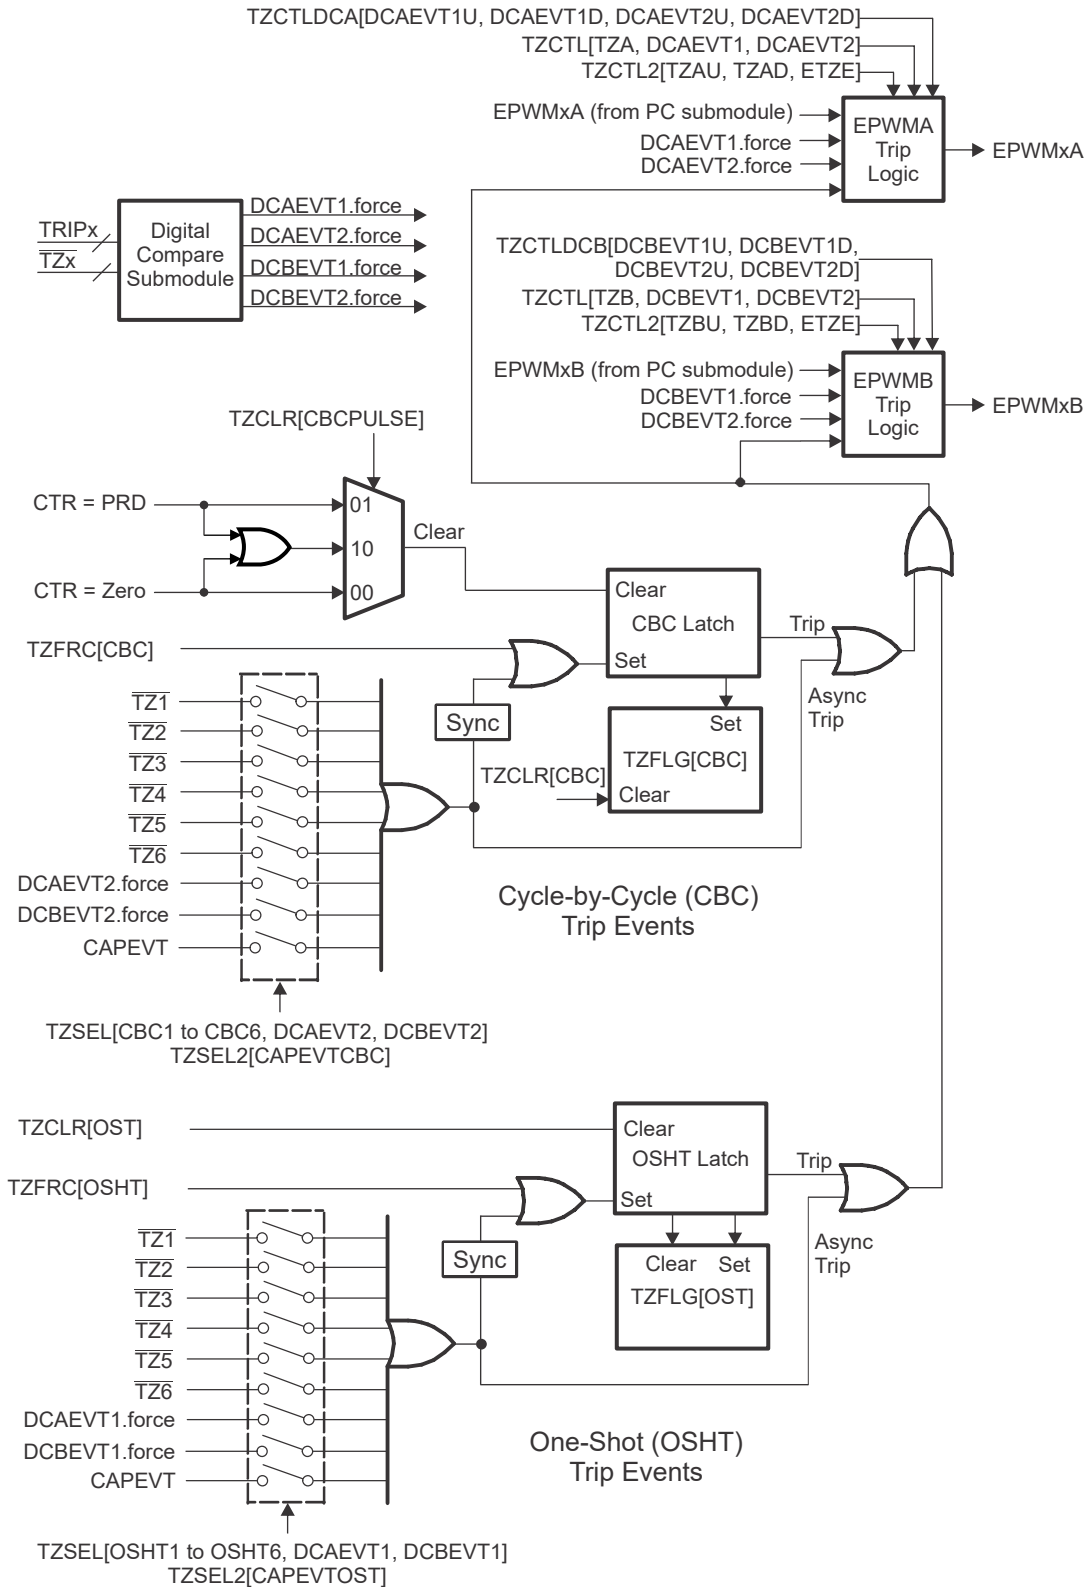 TZCTLDCA[DCAEVT1U, DCAEVT1D, DCAEVT2U, DCAEVT2D]
TZCTL[TZA, DCAEVT1, DCAEVT2]
TZCTL2[TZAU, TZAD, ETZE]
EPWMxA (from PC submodule)
DCAEVT1.force
DCAEVT2.force
EPWMA
Trip
Logic
EPWMxA
TRIPx
TZx
Digital
Compare
Submodule
DCAEVT1.force
DCAEVT2.force
DCBEVT1.force
DCBEVT2.force
TZCTLDCB[DCBEVT1U, DCBEVT1D,
DCBEVT2U, DCBEVT2D]
TZCTL[TZB, DCBEVT1, DCBEVT2]
TZCTL2[TZBU, TZBD, ETZE]
EPWMxB (from PC submodule)
DCBEVT1.force
DCBEVT2.force
EPWMB
Trip
Logic
EPWMxB
TZCLR[CBCPULSE]
CTR = PRD
CTR = Zero
01
10
00
Clear
Clear
CBC Latch
Set
Trip
Async
Trip
TZFRC[CBC]
Sync
Set
TZFLG[CBC]
Clear
TZCLR[CBC]
TZ1
TZ2
TZ3
TZ4
TZ5
TZ6
DCAEVT2.force
DCBEVT2.force
CAPEVT
Cycle-by-Cycle (CBC)
Trip Events
TZSEL[CBC1 to CBC6, DCAEVT2, DCBEVT2]
TZSEL2[CAPEVTCBC]
TZCLR[OST]
TZFRC[OSHT]
Clear
OSHT Latch
Set
Trip
Async
Trip
Sync
Clear Set
TZFLG[OST]
TZ1
TZ2
TZ3
TZ4
TZ5
TZ6
DCAEVT1.force
DCBEVT1.force
CAPEVT
One-Shot (OSHT)
Trip Events
TZSEL[OSHT1 to OSHT6, DCAEVT1, DCBEVT1]
TZSEL2[CAPEVTOST]